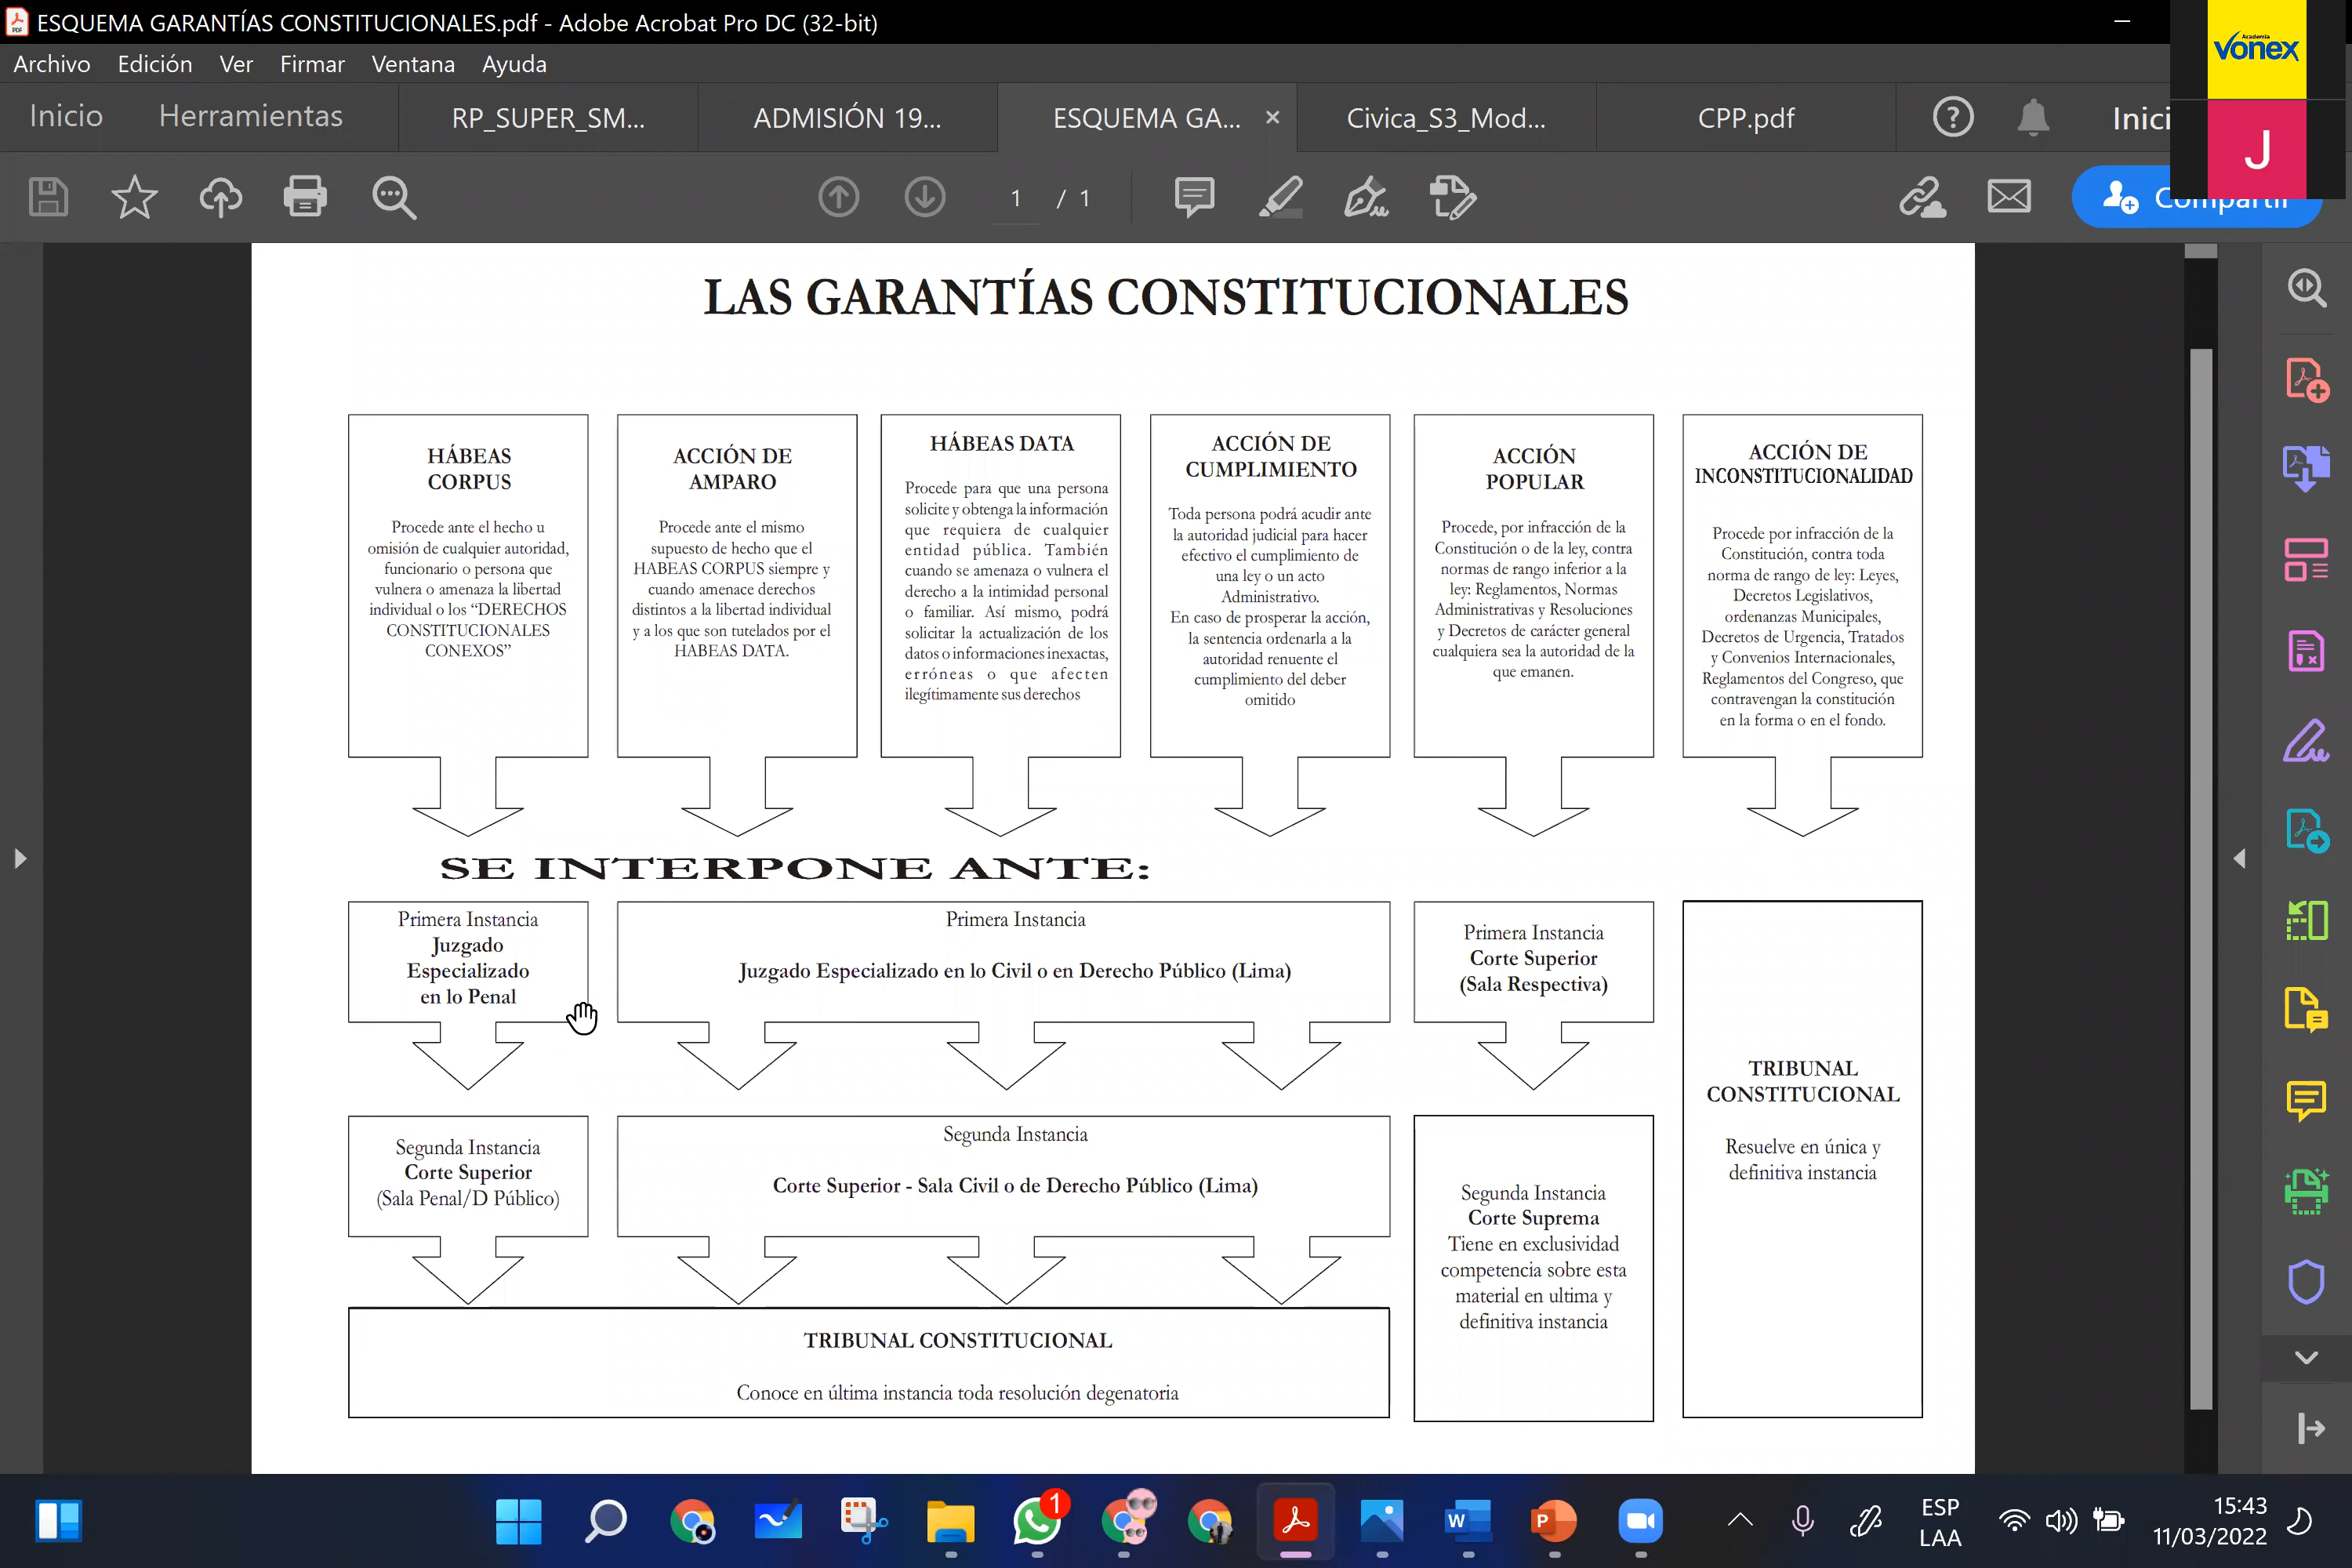 ESQUEMA GARANTÍAS CONSTITUCIONALES.pdf - Adobe Acrobat Pro DC (32-bit)
Academia
Vonex
Archivo Edición Ver Firmar Ventana Ayuda
Inicio Herramientas RP_SUPER_SM... ADMISIÓN 19... ESQUEMA GA... × Civica_S3_Mod... CPP.pdf ? Inici
J
1 / 1
Compartir
LAS GARANTÍAS CONSTITUCIONALES
HÁBEAS
CORPUS
Procede ante el hecho u
omisión de cualquier autoridad,
funcionario o persona que
vulnera o amenaza la libertad
individual o los “DERECHOS
CONSTITUCIONALES
CONEXOS”
ACCIÓN DE
AMPARO
Procede ante el mismo
supuesto de hecho que el
HABEAS CORPUS siempre y
cuando amenace derechos
distintos a la libertad individual
y a los que son tutelados por el
HABEAS DATA.
HÁBEAS DATA
Procede para que una persona
solicite y obtenga la información
que requiera de cualquier
entidad pública. También
cuando se amenaza o vulnera el
derecho a la intimidad personal
o familiar. Así mismo, podrá
solicitar la actualización de los
datos o informaciones inexactas,
erróneas o que afecten
ilegítimamente sus derechos
ACCIÓN DE
CUMPLIMIENTO
Toda persona podrá acudir ante
la autoridad judicial para hacer
efectivo el cumplimiento de
una ley o un acto
Administrativo.
En caso de prosperar la acción,
la sentencia ordenarla a la
autoridad renuente el
cumplimiento del deber
omitido
ACCIÓN
POPULAR
Procede, por infracción de la
Constitución o de la ley, contra
normas de rango inferior a la
ley: Reglamentos, Normas
Administrativas y Resoluciones
y Decretos de carácter general
cualquiera sea la autoridad de la
que emanen.
ACCIÓN DE
INCONSTITUCIONALIDAD
Procede por infracción de la
Constitución, contra toda
norma de rango de ley: Leyes,
Decretos Legislativos,
ordenanzas Municipales,
Decretos de Urgencia, Tratados
y Convenios Internacionales,
Reglamentos del Congreso, que
contravengan la constitución
en la forma o en el fondo.
SE INTERPONE ANTE:
Primera Instancia
Juzgado
Especializado
en lo Penal
Primera Instancia
Juzgado Especializado en lo Civil o en Derecho Público (Lima)
Primera Instancia
Corte Superior
(Sala Respectiva)
TRIBUNAL
CONSTITUCIONAL
Resuelve en única y
definitiva instancia
Segunda Instancia
Corte Superior
(Sala Penal/D Público)
Segunda Instancia
Corte Superior - Sala Civil o de Derecho Público (Lima)
Segunda Instancia
Corte Suprema
Tiene en exclusividad
competencia sobre esta
material en ultima y
definitiva instancia
TRIBUNAL CONSTITUCIONAL
Conoce en última instancia toda resolución degenatoria
1
ESP
LAA
15:43
11/03/2022